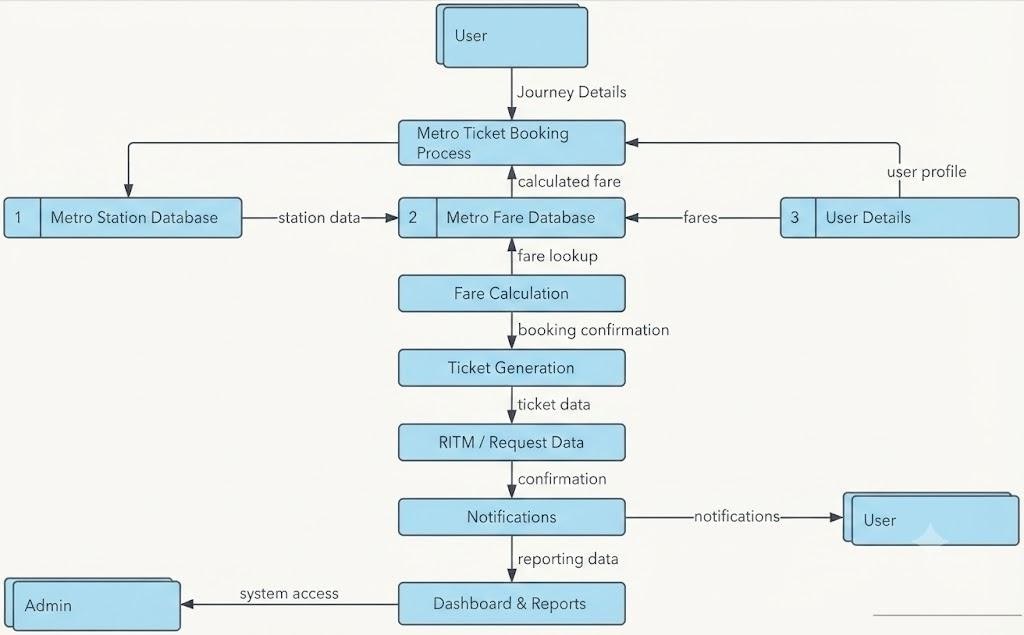 User
Journey Details
Metro Ticket Booking
Process
calculated fare
user profile
1 Metro Station Database
station data
2 Metro Fare Database
fares
3 User Details
fare lookup
Fare Calculation
booking confirmation
Ticket Generation
ticket data
RITM / Request Data
confirmation
Notifications
notifications
User
reporting data
Admin
system access
Dashboard & Reports